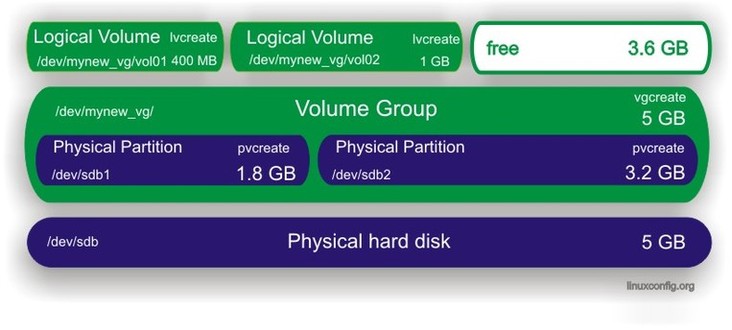 Logical Volume lvcreate
/dev/mynew_vg/vol01 400 MB
Logical Volume lvcreate
/dev/mynew_vg/vol02 1 GB
free 3.6 GB
/dev/mynew_vg/ Volume Group vgcreate
5 GB
Physical Partition pvcreate
/dev/sdb1 1.8 GB
Physical Partition pvcreate
/dev/sdb2 3.2 GB
/dev/sdb Physical hard disk 5 GB
linuxconfig.org